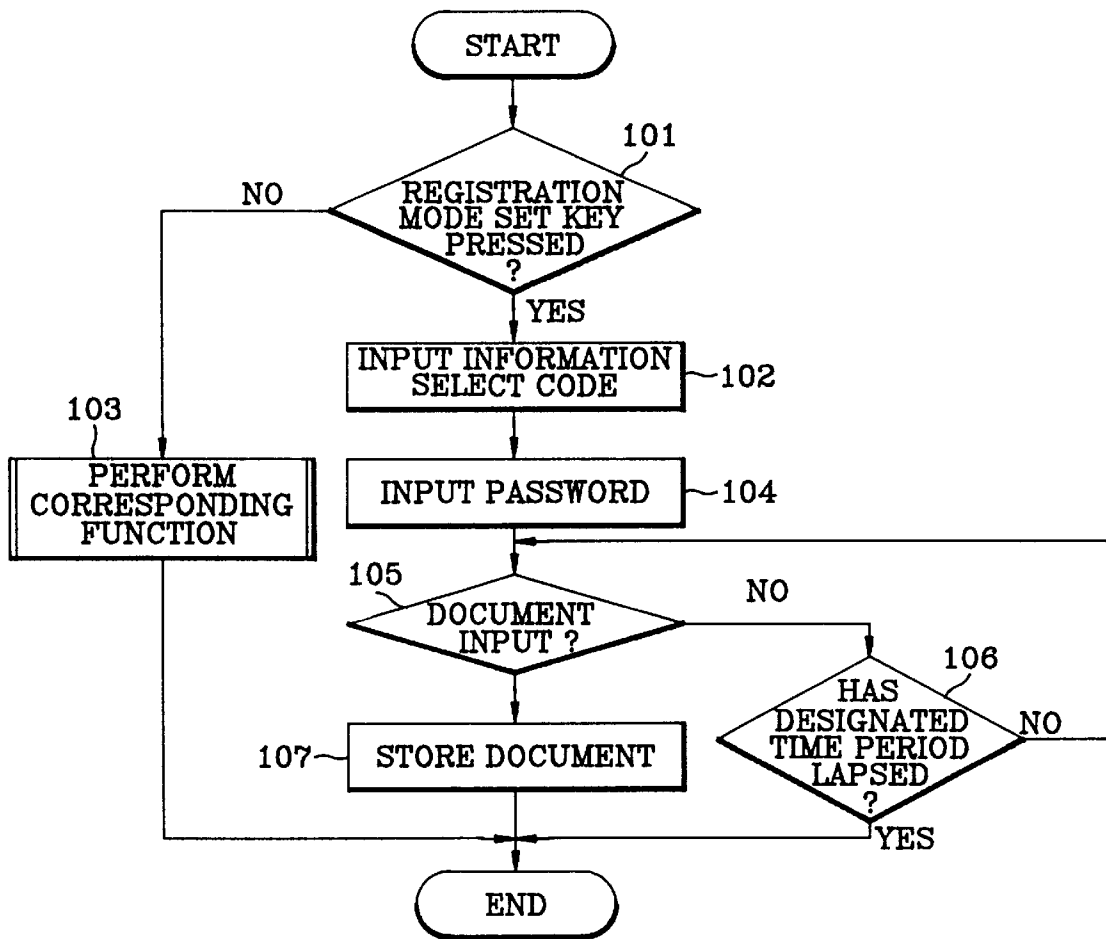 START
101
NO
REGISTRATION
MODE SET KEY
PRESSED
?
YES
INPUT INFORMATION
SELECT CODE
102
103
PERFORM
CORRESPONDING
FUNCTION
INPUT PASSWORD
104
105
DOCUMENT
INPUT ?
NO
106
HAS
DESIGNATED
TIME PERIOD
LAPSED
?
NO
YES
107
STORE DOCUMENT
END